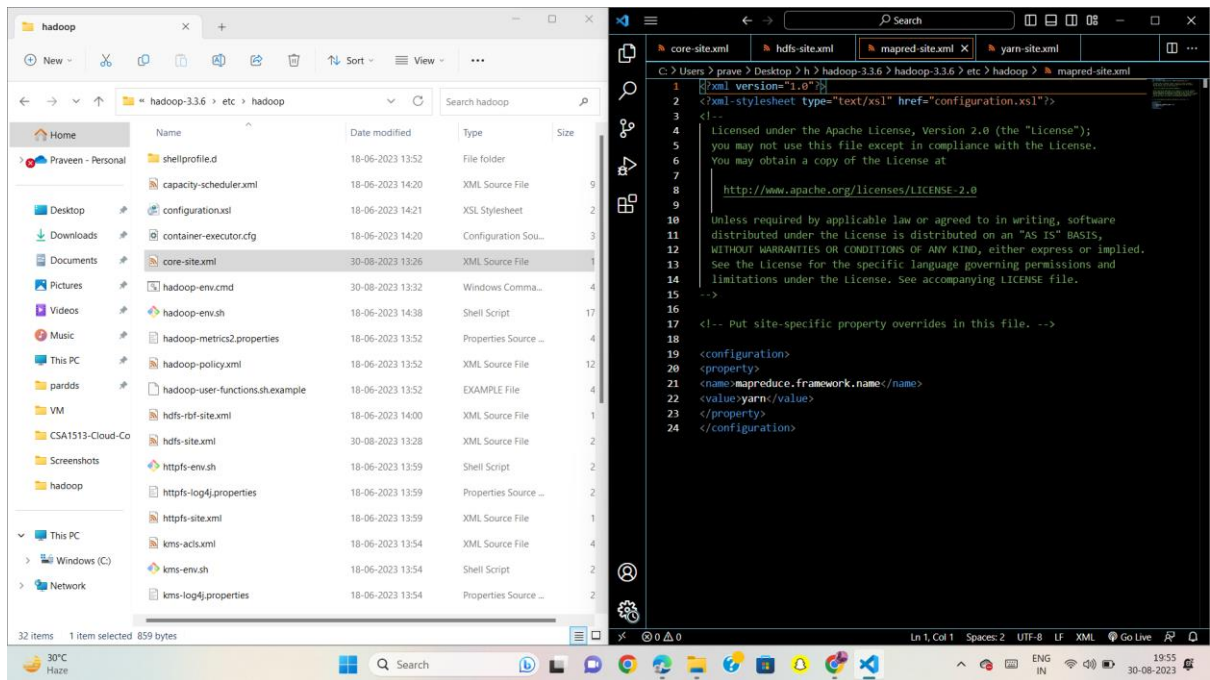 hadoop
New
Sort
View
hadoop-3.3.6 > etc > hadoop
Search hadoop
Name Date modified Type Size
Home
Praveen - Personal
Desktop
Downloads
Documents
Pictures
Videos
Music
This PC
pardds
VM
CSA1513-Cloud-Co
Screenshots
hadoop
This PC
Windows (C:)
Network
shellprofile.d 18-06-2023 13:52 File folder
capacity-scheduler.xml 18-06-2023 14:20 XML Source File 9
configuration.xsl 18-06-2023 14:21 XSL Stylesheet 2
container-executor.cfg 18-06-2023 14:20 Configuration Sou... 3
core-site.xml 30-08-2023 13:26 XML Source File 1
hadoop-env.cmd 30-08-2023 13:32 Windows Comma... 4
hadoop-env.sh 18-06-2023 14:38 Shell Script 17
hadoop-metrics2.properties 18-06-2023 13:52 Properties Source ... 4
hadoop-policy.xml 18-06-2023 13:52 XML Source File 12
hadoop-user-functions.sh.example 18-06-2023 13:52 EXAMPLE File 4
hdfs-rbf-site.xml 18-06-2023 14:00 XML Source File 1
hdfs-site.xml 30-08-2023 13:28 XML Source File 2
httpfs-env.sh 18-06-2023 13:59 Shell Script 2
httpfs-log4j.properties 18-06-2023 13:59 Properties Source ... 2
httpfs-site.xml 18-06-2023 13:59 XML Source File 1
kms-acls.xml 18-06-2023 13:54 XML Source File 4
kms-env.sh 18-06-2023 13:54 Shell Script 2
kms-log4j.properties 18-06-2023 13:54 Properties Source ... 2
32 items 1 item selected 859 bytes
Search
core-site.xml hdfs-site.xml mapred-site.xml yarn-site.xml
C: > Users > prave > Desktop > h > hadoop-3.3.6 > hadoop-3.3.6 > etc > hadoop > mapred-site.xml
1 <?xml version="1.0"?>
2 <?xml-stylesheet type="text/xsl" href="configuration.xsl"?>
3 <!--
4 Licensed under the Apache License, Version 2.0 (the "License");
5 you may not use this file except in compliance with the License.
6 You may obtain a copy of the License at
7
8 http://www.apache.org/licenses/LICENSE-2.0
9
10 Unless required by applicable law or agreed to in writing, software
11 distributed under the License is distributed on an "AS IS" BASIS,
12 WITHOUT WARRANTIES OR CONDITIONS OF ANY KIND, either express or implied.
13 See the License for the specific language governing permissions and
14 limitations under the License. See accompanying LICENSE file.
15 -->
16
17 <!-- Put site-specific property overrides in this file. -->
18
19 <configuration>
20 <property>
21 <name>mapreduce.framework.name</name>
22 <value>yarn</value>
23 </property>
24 </configuration>
0 0 Ln 1, Col 1 Spaces: 2 UTF-8 LF XML Go Live
30°C
Haze
Search
ENG
IN
19:55
30-08-2023